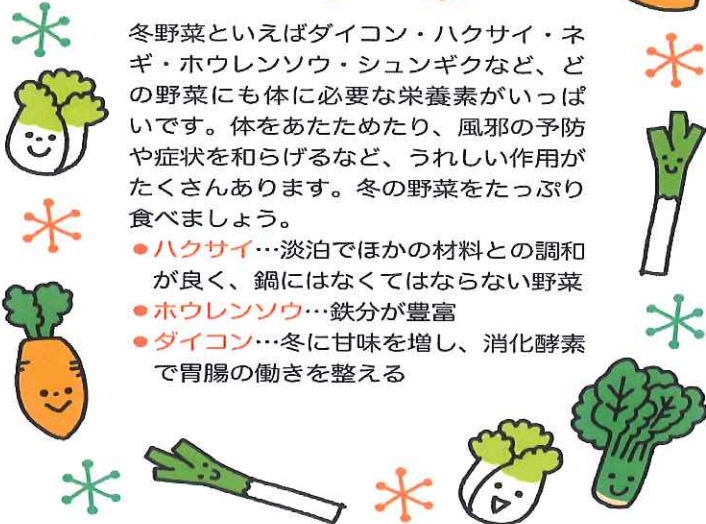 冬野菜といえばダイコン・ハクサイ・ネ
ギ・ホウレンソウ・シュンギクなど、ど
の野菜にも体に必要な栄養素がいっぱ
いです。体をあたためたり、風邪の予防
や症状を和らげるなど、うれしい作用が
たくさんあります。冬の野菜をたっぷり
食べましょう。
●ハクサイ…淡泊でほかの材料との調和
が良く、鍋にはなくてはならない野菜
●ホウレンソウ…鉄分が豊富
●ダイコン…冬に甘味を増し、消化酵素
で胃腸の働きを整える